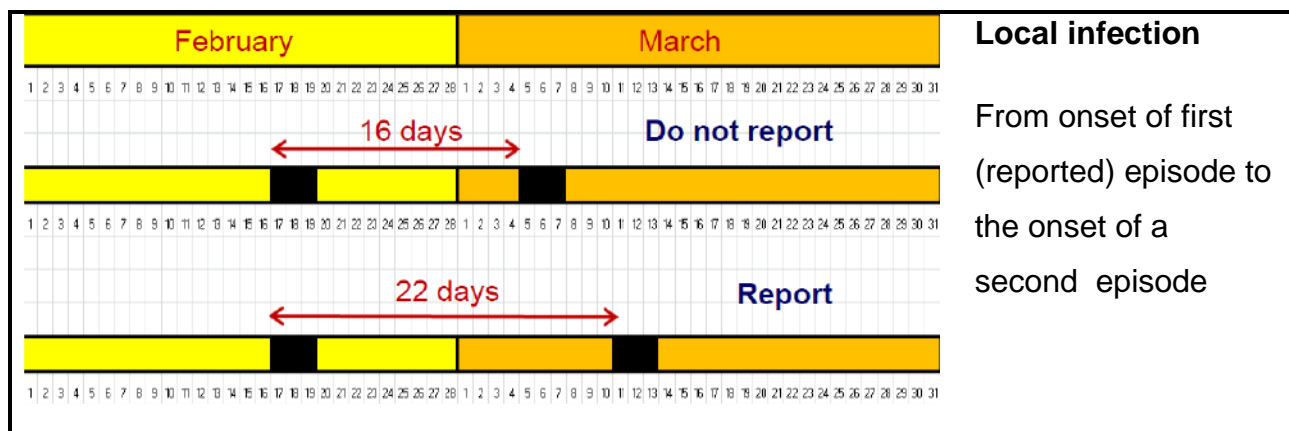 February March
1 2 3 4 5 6 7 8 9 10 11 12 13 14 15 16 17 18 19 20 21 22 23 24 25 26 27 28 1 2 3 4 5 6 7 8 9 10 11 12 13 14 15 16 17 18 19 20 21 22 23 24 25 26 27 28 29 30 31
16 days Do not report
1 2 3 4 5 6 7 8 9 10 11 12 13 14 15 16 17 18 19 20 21 22 23 24 25 26 27 28 1 2 3 4 5 6 7 8 9 10 11 12 13 14 15 16 17 18 19 20 21 22 23 24 25 26 27 28 29 30 31
22 days Report
1 2 3 4 5 6 7 8 9 10 11 12 13 14 15 16 17 18 19 20 21 22 23 24 25 26 27 28 1 2 3 4 5 6 7 8 9 10 11 12 13 14 15 16 17 18 19 20 21 22 23 24 25 26 27 28 29 30 31
Local infection
From onset of first
(reported) episode to
the onset of a
second episode